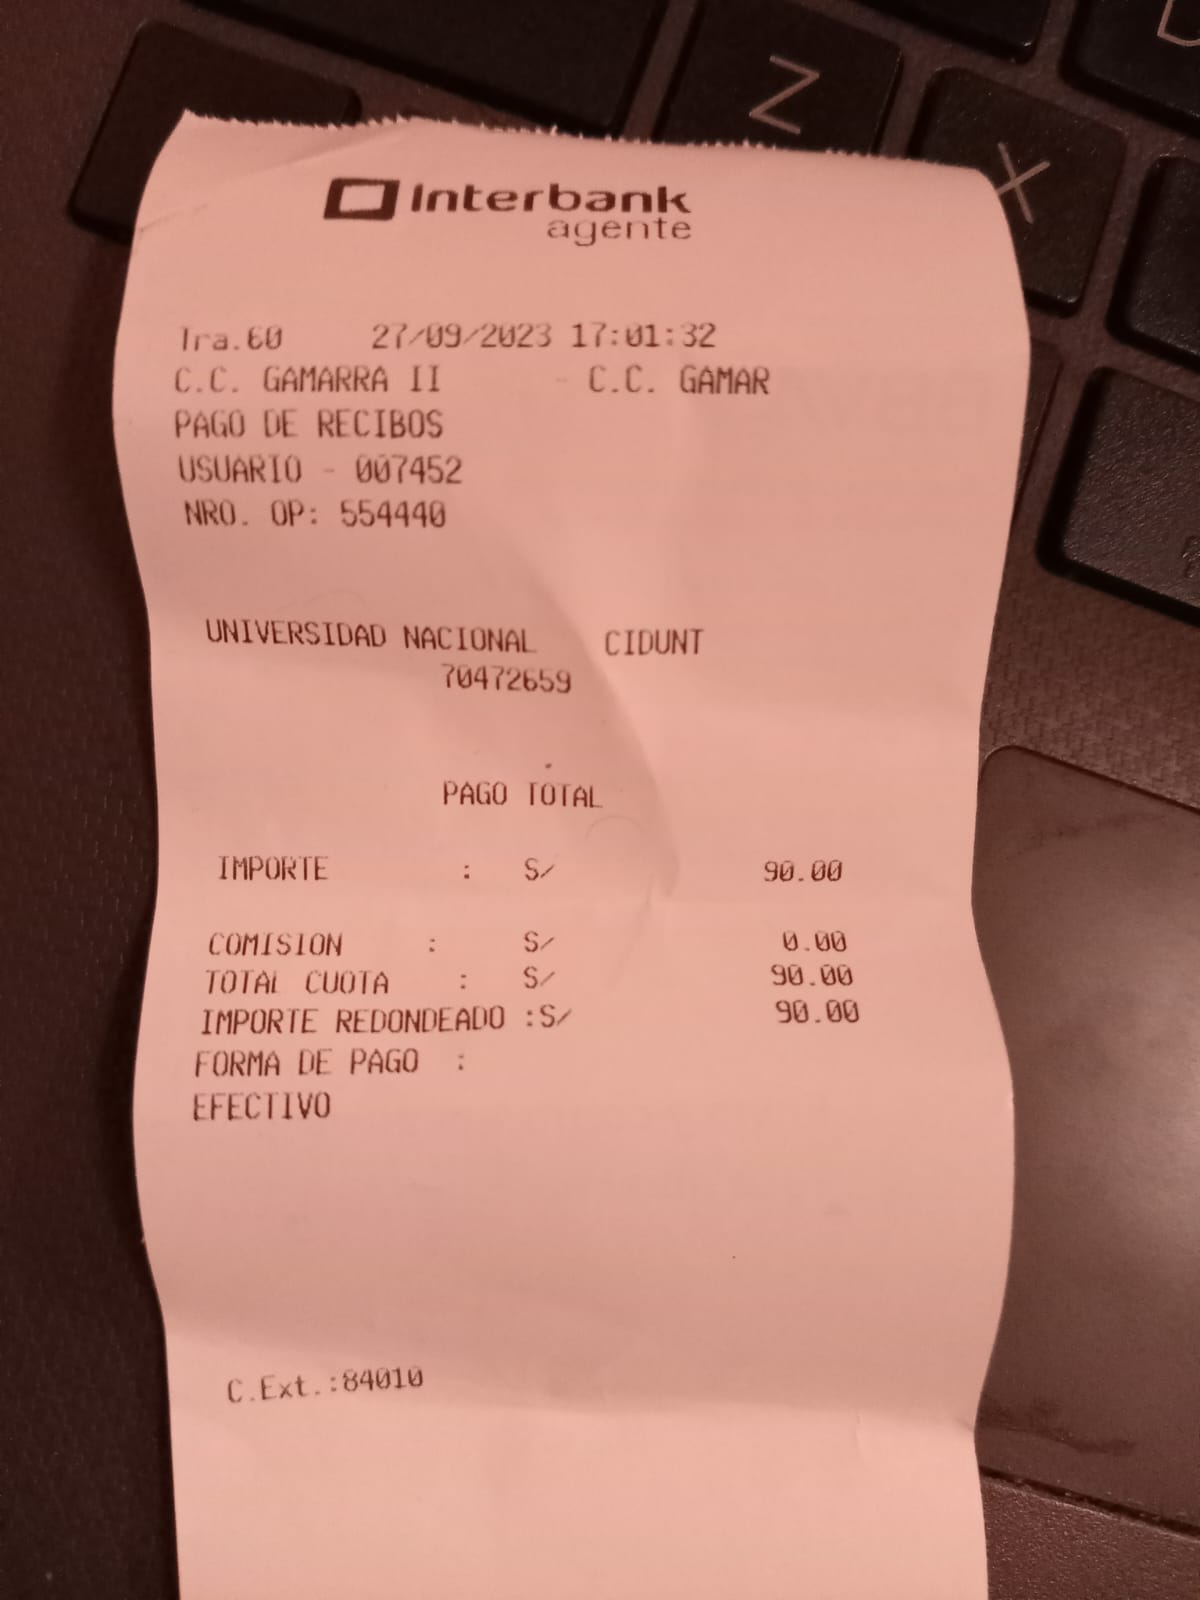 Interbank
agente
Tra.60 27/09/2023 17:01:32
C.C. GAMARRA II - C.C. GAMAR
PAGO DE RECIBOS
USUARIO - 007452
NRO. OP: 554440
UNIVERSIDAD NACIONAL CIDUNT
70472659
PAGO TOTAL
IMPORTE : S/ 90.00
COMISION : S/ 0.00
TOTAL CUOTA : S/ 90.00
IMPORTE REDONDEADO :S/ 90.00
FORMA DE PAGO :
EFECTIVO
C.Ext.:84010
Z
X